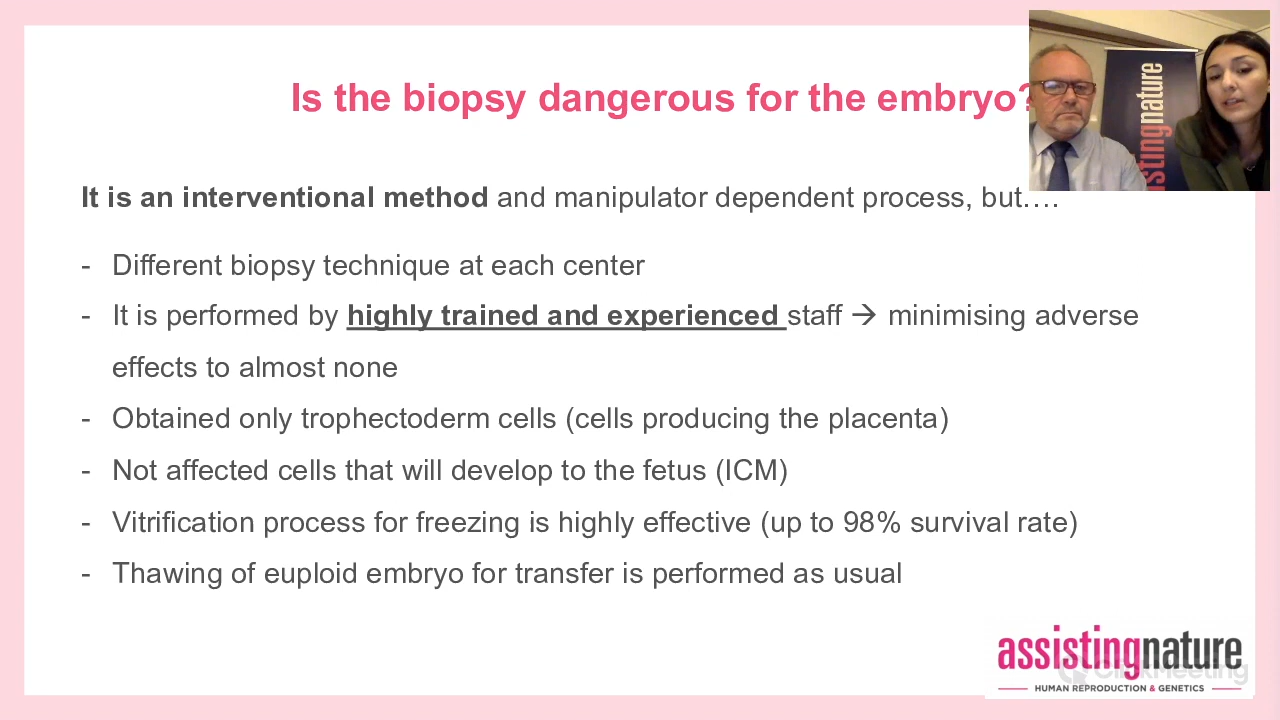 Is the biopsy dangerous for the embryo?
assistingnature
It is an interventional method and manipulator dependent process, but….
- Different biopsy technique at each center
- It is performed by highly trained and experienced staff → minimising adverse
effects to almost none
- Obtained only trophectoderm cells (cells producing the placenta)
- Not affected cells that will develop to the fetus (ICM)
- Vitrification process for freezing is highly effective (up to 98% survival rate)
- Thawing of euploid embryo for transfer is performed as usual
assistingnature
ClickMeeting
HUMAN REPRODUCTION & GENETICS